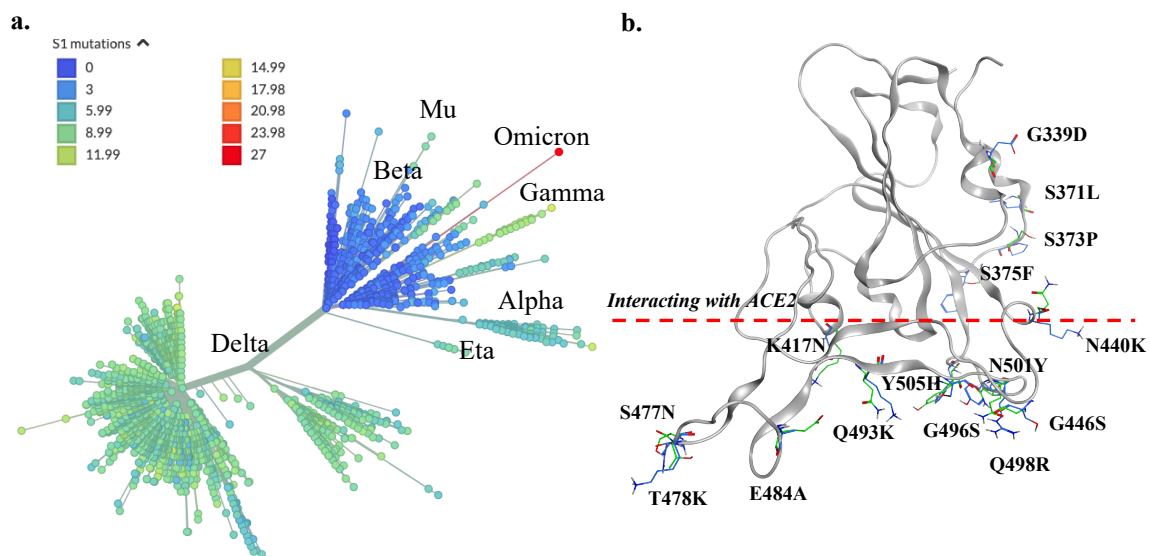 a.
S1 mutations
0
3
5.99
8.99
11.99
14.99
17.98
20.98
23.98
27
Mu
Omicron
Beta
Gamma
Alpha
Delta
Eta
b.
G339D
S371L
S373P
S375F
Interacting with ACE2
N440K
K417N
N501Y
Y505H
S477N
Q493K
G496S
G446S
Q498R
T478K
E484A